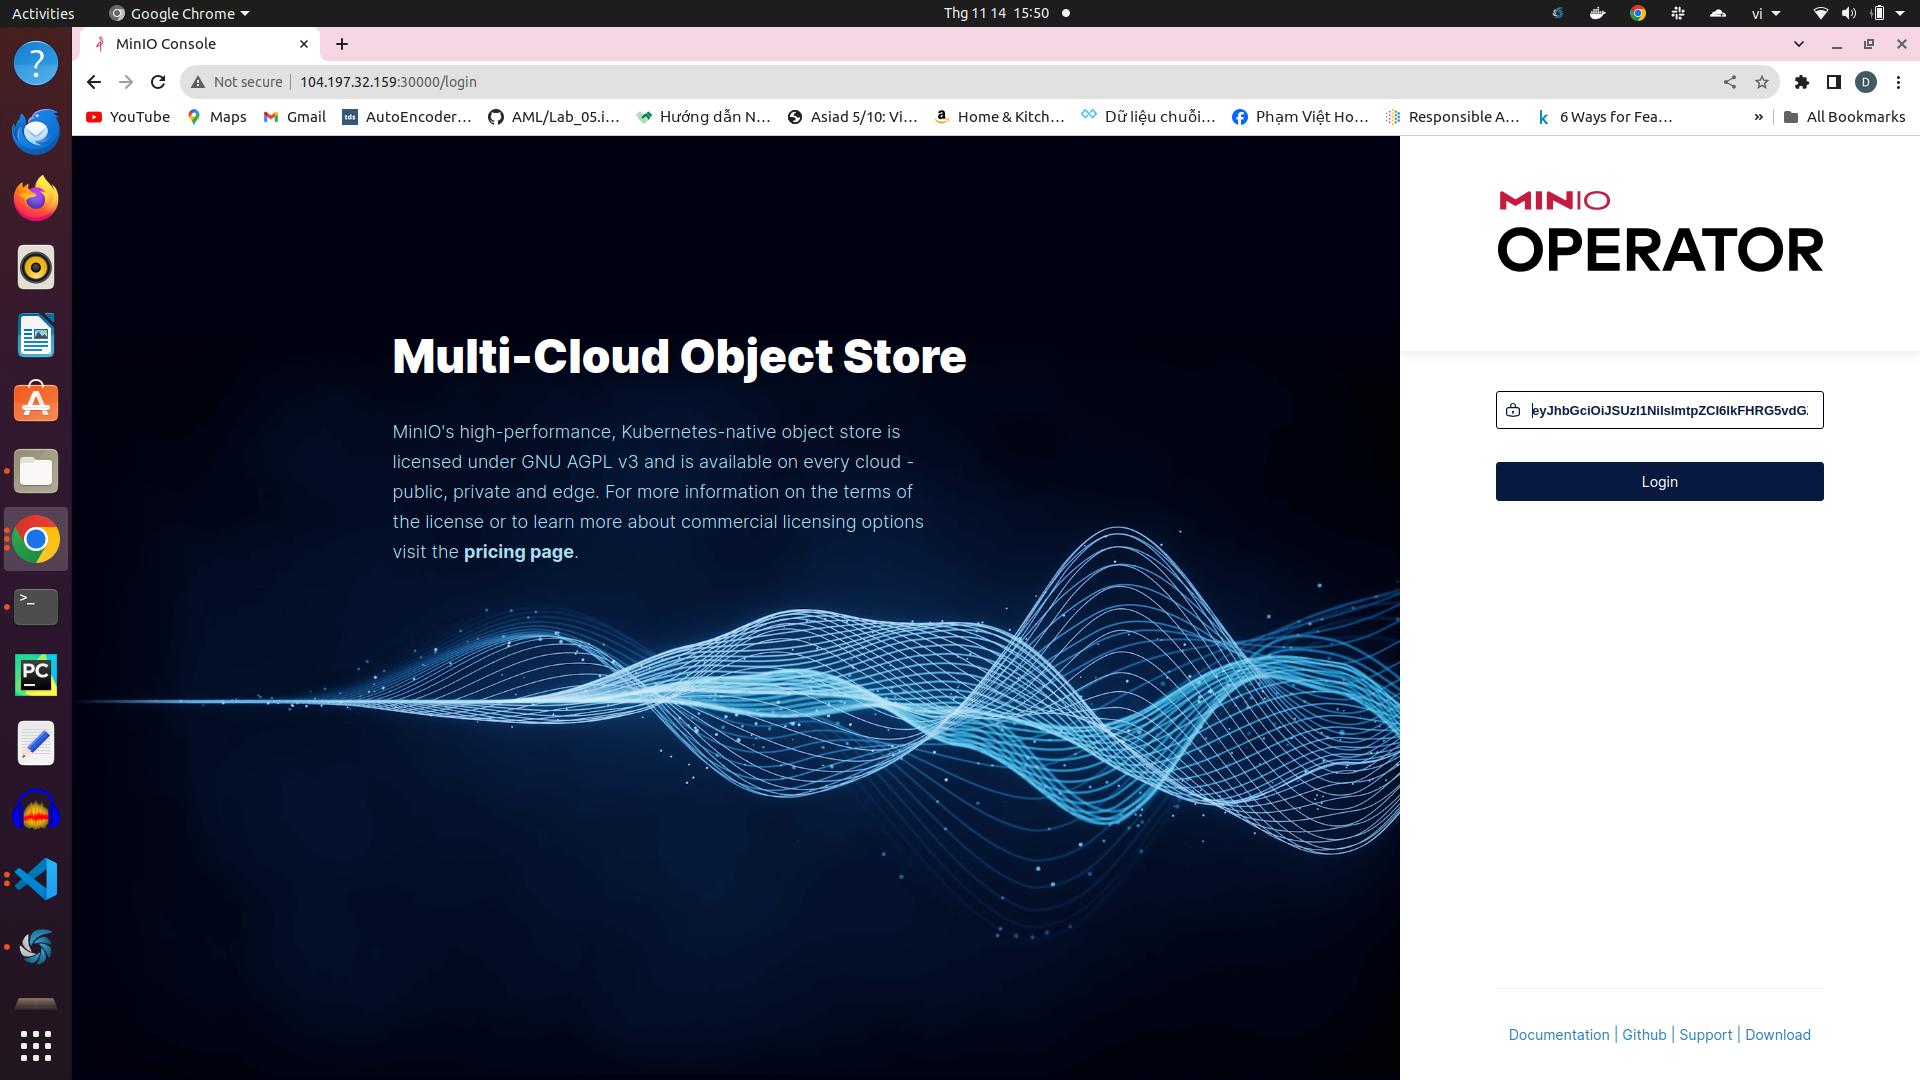 Activities
Google Chrome
Thg 11 14 15:50
vi
MinIO Console
Not secure
104.197.32.159:30000/login
D
YouTube
Maps
Gmail
tds
AutoEncoder…
AML/Lab_05.i…
Hướng dẫn N…
Asiad 5/10: Vi…
Home & Kitch…
Dữ liệu chuỗi…
Phạm Việt Ho…
Responsible A…
6 Ways for Fea…
» All Bookmarks
MINIO
OPERATOR
Multi-Cloud Object Store
MinIO's high-performance, Kubernetes-native object store is
licensed under GNU AGPL v3 and is available on every cloud -
public, private and edge. For more information on the terms of
the license or to learn more about commercial licensing options
visit the pricing page.
Login
PC
Documentation | Github | Support | Download